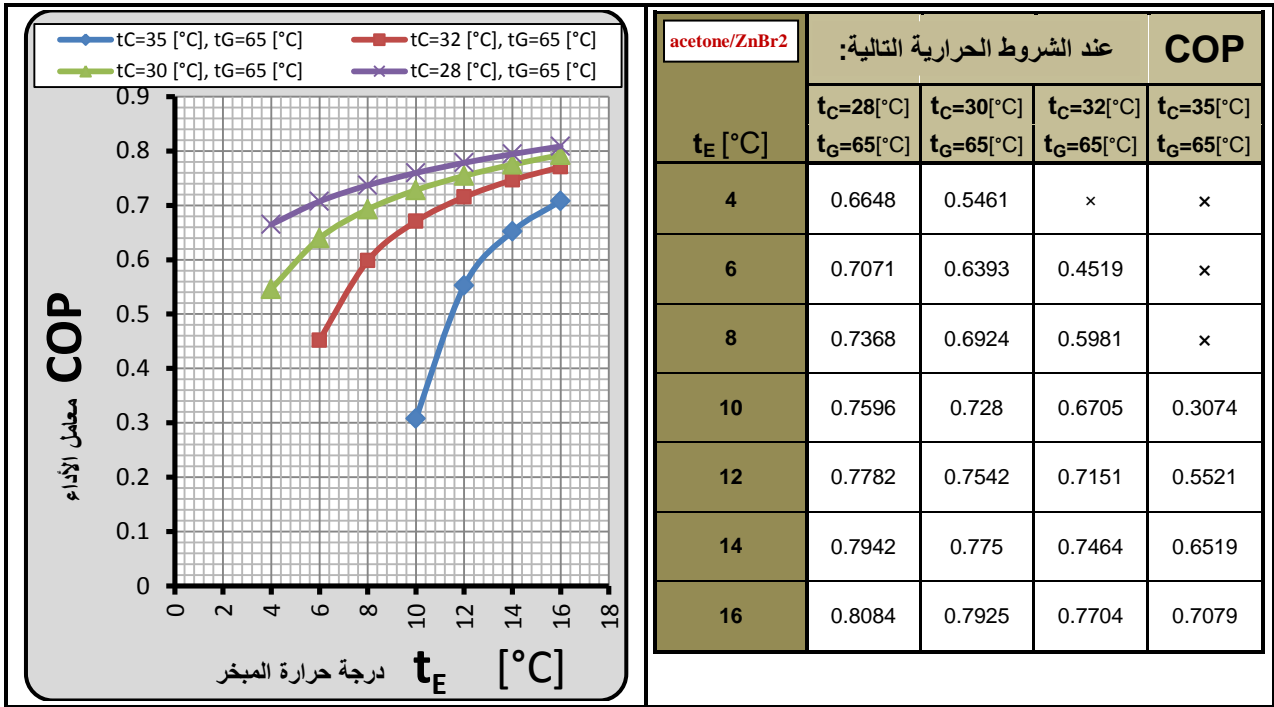 tC=35 [°C], tG=65 [°C] tC=32 [°C], tG=65 [°C]
tC=30 [°C], tG=65 [°C] tC=28 [°C], tG=65 [°C]
0.9
0.8
0.7
0.6
0.5
0.4
0.3
0.2
0.1
0
0 2 4 6 8 10 12 14 16 18
معامل الأداء COP
درجة حرارة المبخر tE [°C]
acetone/ZnBr2 عند الشروط الحرارية التالية: COP
tE [°C] tC=28[°C] tC=30[°C] tC=32[°C] tC=35[°C]
tG=65[°C] tG=65[°C] tG=65[°C] tG=65[°C]
4 0.6648 0.5461 × ×
6 0.7071 0.6393 0.4519 ×
8 0.7368 0.6924 0.5981 ×
10 0.7596 0.728 0.6705 0.3074
12 0.7782 0.7542 0.7151 0.5521
14 0.7942 0.775 0.7464 0.6519
16 0.8084 0.7925 0.7704 0.7079